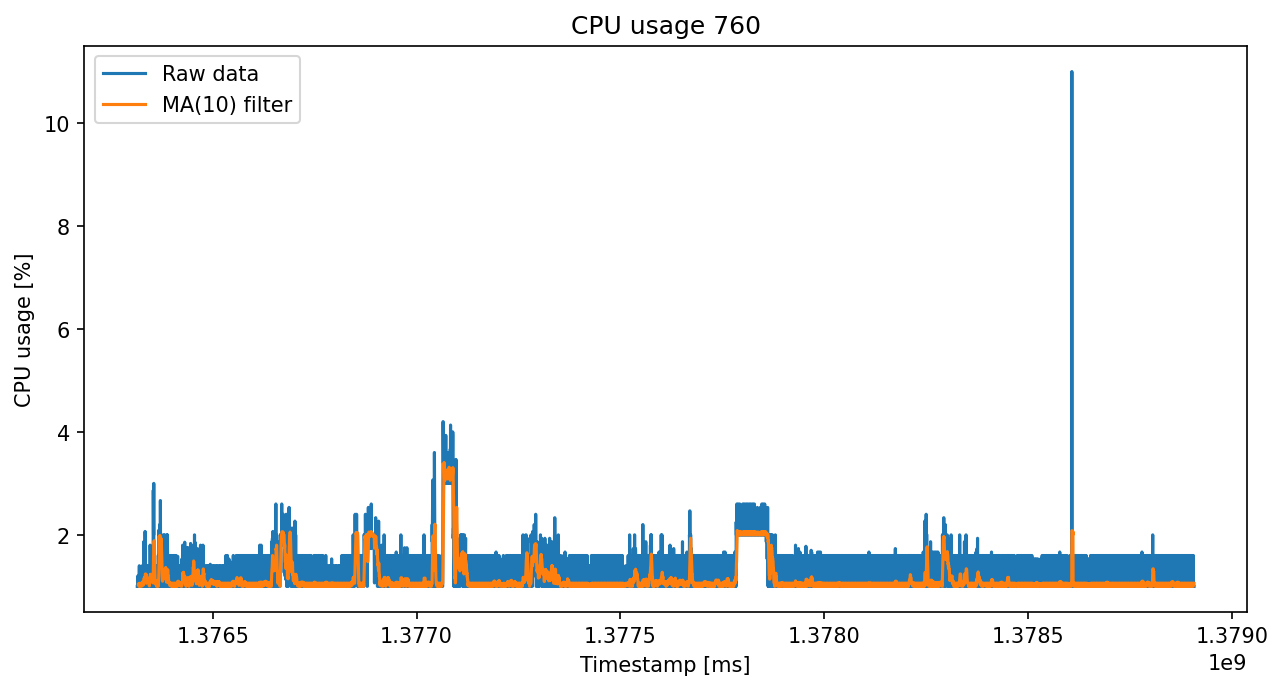 CPU usage 760
Raw data
MA(10) filter
CPU usage [%]
10
8
6
4
2
1.3765 1.3770 1.3775 1.3780 1.3785 1.3790
1e9
Timestamp [ms]